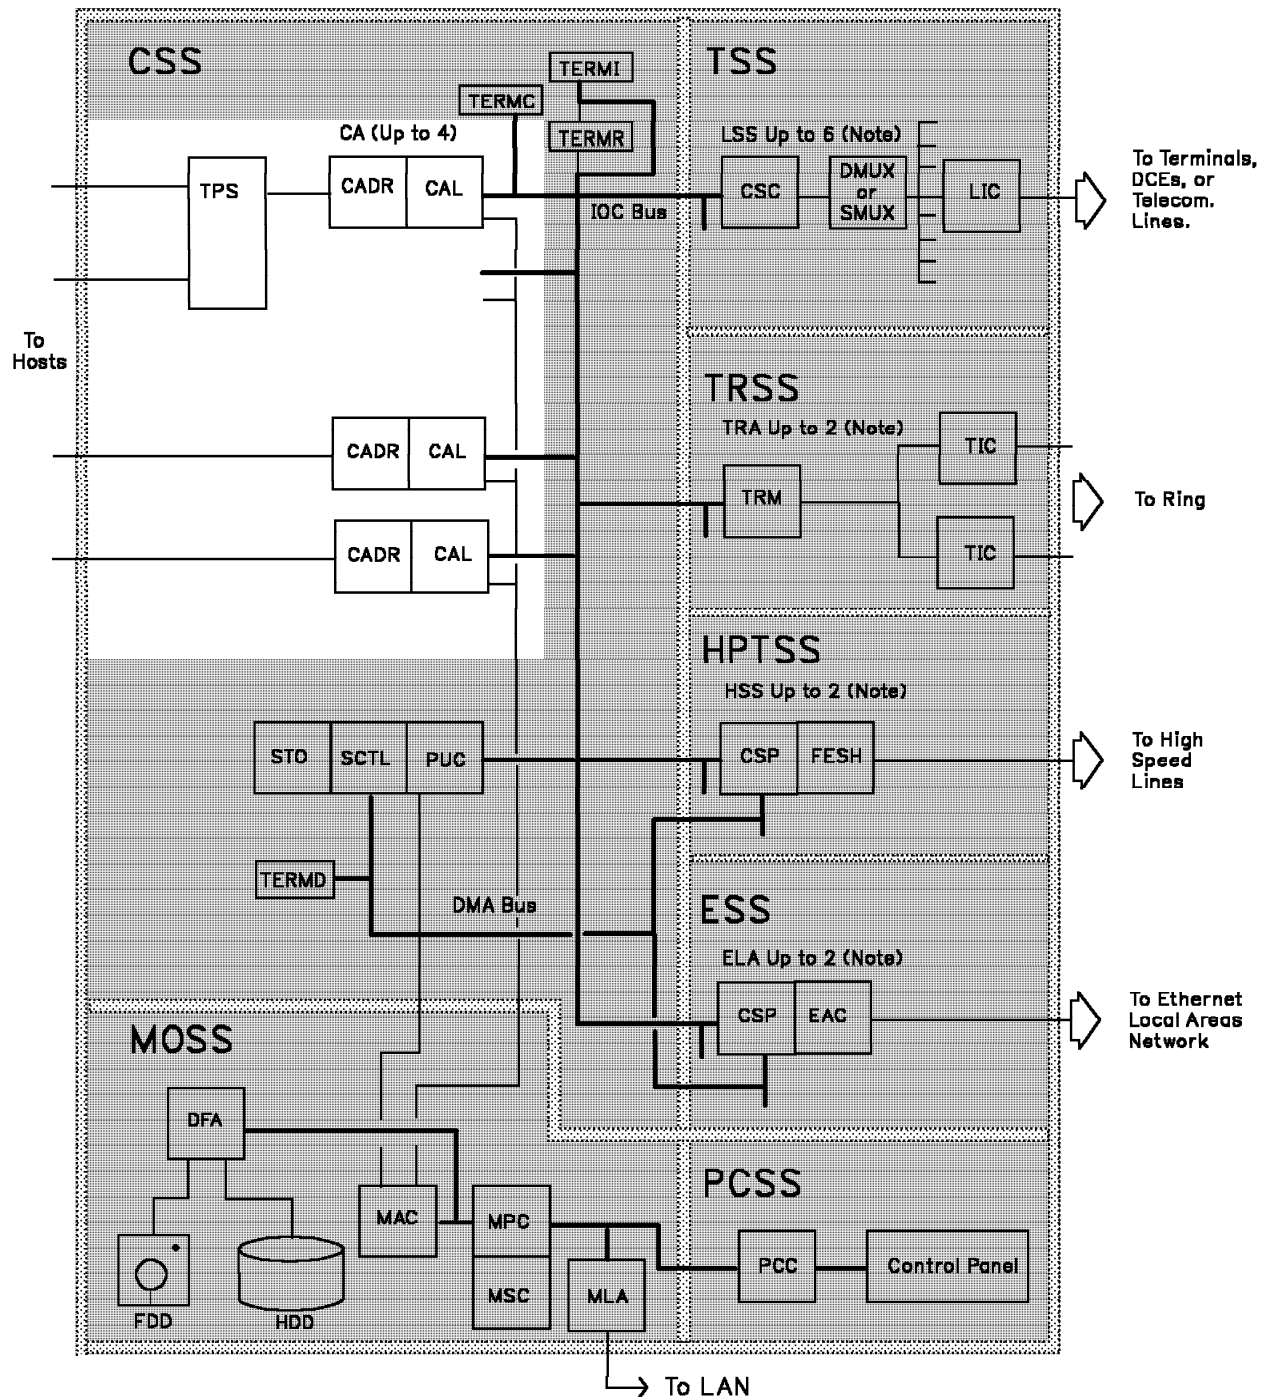 CSS
TERMI
TERMC
TERMR
CA (Up to 4)
TPS
CADR
CAL
IOC Bus
To
Hosts
CADR
CAL
CADR
CAL
STO
SCTL
PUC
TERMD
DMA Bus
TSS
LSS Up to 6 (Note)
CSC
DMUX
or
SMUX
LIC
To Terminals,
DCEs, or
Telecom.
Lines.
TRSS
TRA Up to 2 (Note)
TRM
TIC
TIC
To Ring
HPTSS
HSS Up to 2 (Note)
CSP
FESH
To High
Speed
Lines
ESS
ELA Up to 2 (Note)
CSP
EAC
To Ethernet
Local Areas
Network
MOSS
DFA
FDD
HDD
MAC
MPC
MSC
MLA
To LAN
PCSS
PCC
Control Panel